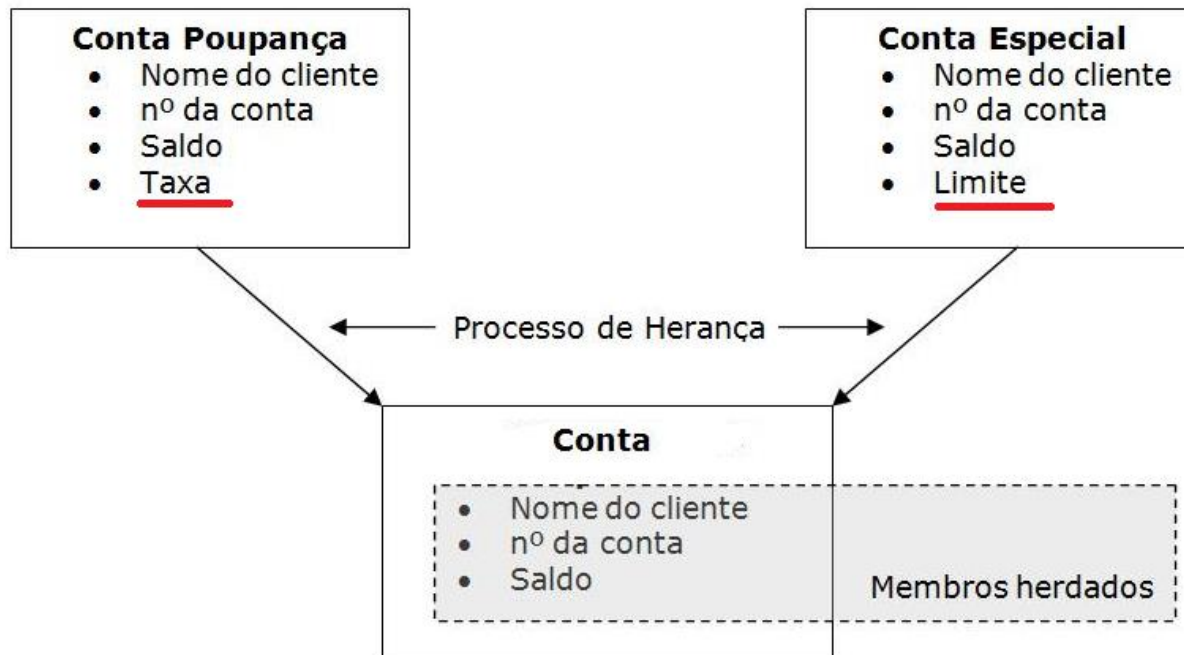 Conta Poupança
• Nome do cliente
• nº da conta
• Saldo
• Taxa
Conta Especial
• Nome do cliente
• nº da conta
• Saldo
• Limite
Processo de Herança
Conta
• Nome do cliente
• nº da conta
• Saldo
Membros herdados